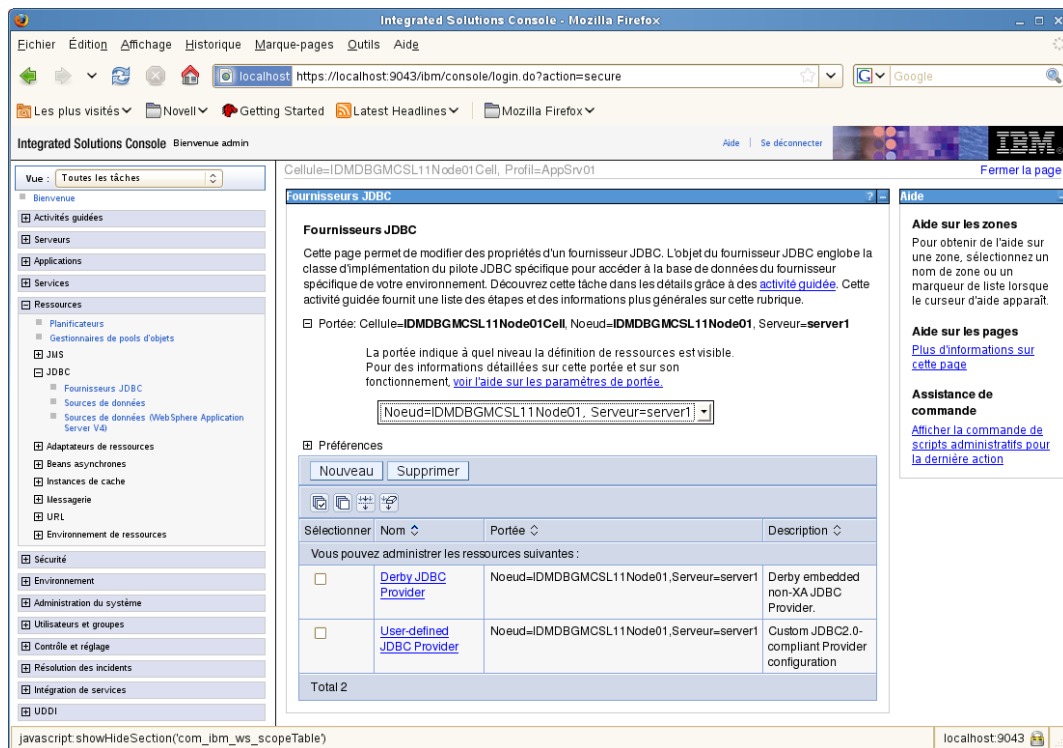 Integrated Solutions Console - Mozilla Firefox
Fichier Édition Affichage Historique Marque-pages Outils Aide
localhost https://localhost:9043/ibm/console/login.do?action=secure
G Google
Les plus visités Novell Getting Started Latest Headlines Mozilla Firefox
Integrated Solutions Console Bienvenue admin
Aide | Se déconnecter
IBM.
Vue : Toutes les tâches
Bienvenue
Activités guidées
Serveurs
Applications
Services
Ressources
Planificateurs
Gestionnaires de pools d'objets
JMS
JDBC
Fournisseurs JDBC
Sources de données
Sources de données (WebSphere Application
Server V4)
Adaptateurs de ressources
Beans asynchrones
Instances de cache
Messagerie
URL
Environnement de ressources
Sécurité
Environnement
Administration du système
Utilisateurs et groupes
Contrôle et réglage
Résolution des incidents
Intégration de services
UDDI
Cellule=IDMDBGMCSL11Node01Cell, Profil=AppSrv01
Fermer la page
Fournisseurs JDBC
?
Fournisseurs JDBC
Cette page permet de modifier des propriétés d'un fournisseur JDBC. L'objet du fournisseur JDBC englobe la
classe d'implémentation du pilote JDBC spécifique pour accéder à la base de données du fournisseur
spécifique de votre environnement. Découvrez cette tâche dans les détails grâce à des activité guidée. Cette
activité guidée fournit une liste des étapes et des informations plus générales sur cette rubrique.
Portée: Cellule=IDMDBGMCSL11Node01Cell, Noeud=IDMDBGMCSL11Node01, Serveur=server1
La portée indique à quel niveau la définition de ressources est visible.
Pour des informations détaillées sur cette portée et sur son
fonctionnement, voir l'aide sur les paramètres de portée.
Noeud=IDMDBGMCSL11Node01, Serveur=server1
Préférences
Nouveau Supprimer
Sélectionner Nom Portée Description
Vous pouvez administrer les ressources suivantes :
Derby JDBC Noeud=IDMDBGMCSL11Node01,Serveur=server1 Derby embedded
Provider non-XA JDBC
Provider.
User-defined Noeud=IDMDBGMCSL11Node01,Serveur=server1 Custom JDBC2.0-
JDBC Provider compliant Provider
configuration
Total 2
Aide
Aide sur les zones
Pour obtenir de l'aide sur
une zone, sélectionnez un
nom de zone ou un
marqueur de liste lorsque
le curseur d'aide apparaît.
Aide sur les pages
Plus d'informations sur
cette page
Assistance de
commande
Afficher la commande de
scripts administratifs pour
la dernière action
javascript:showHideSection('com_ibm_ws_scopeTable')
localhost:9043